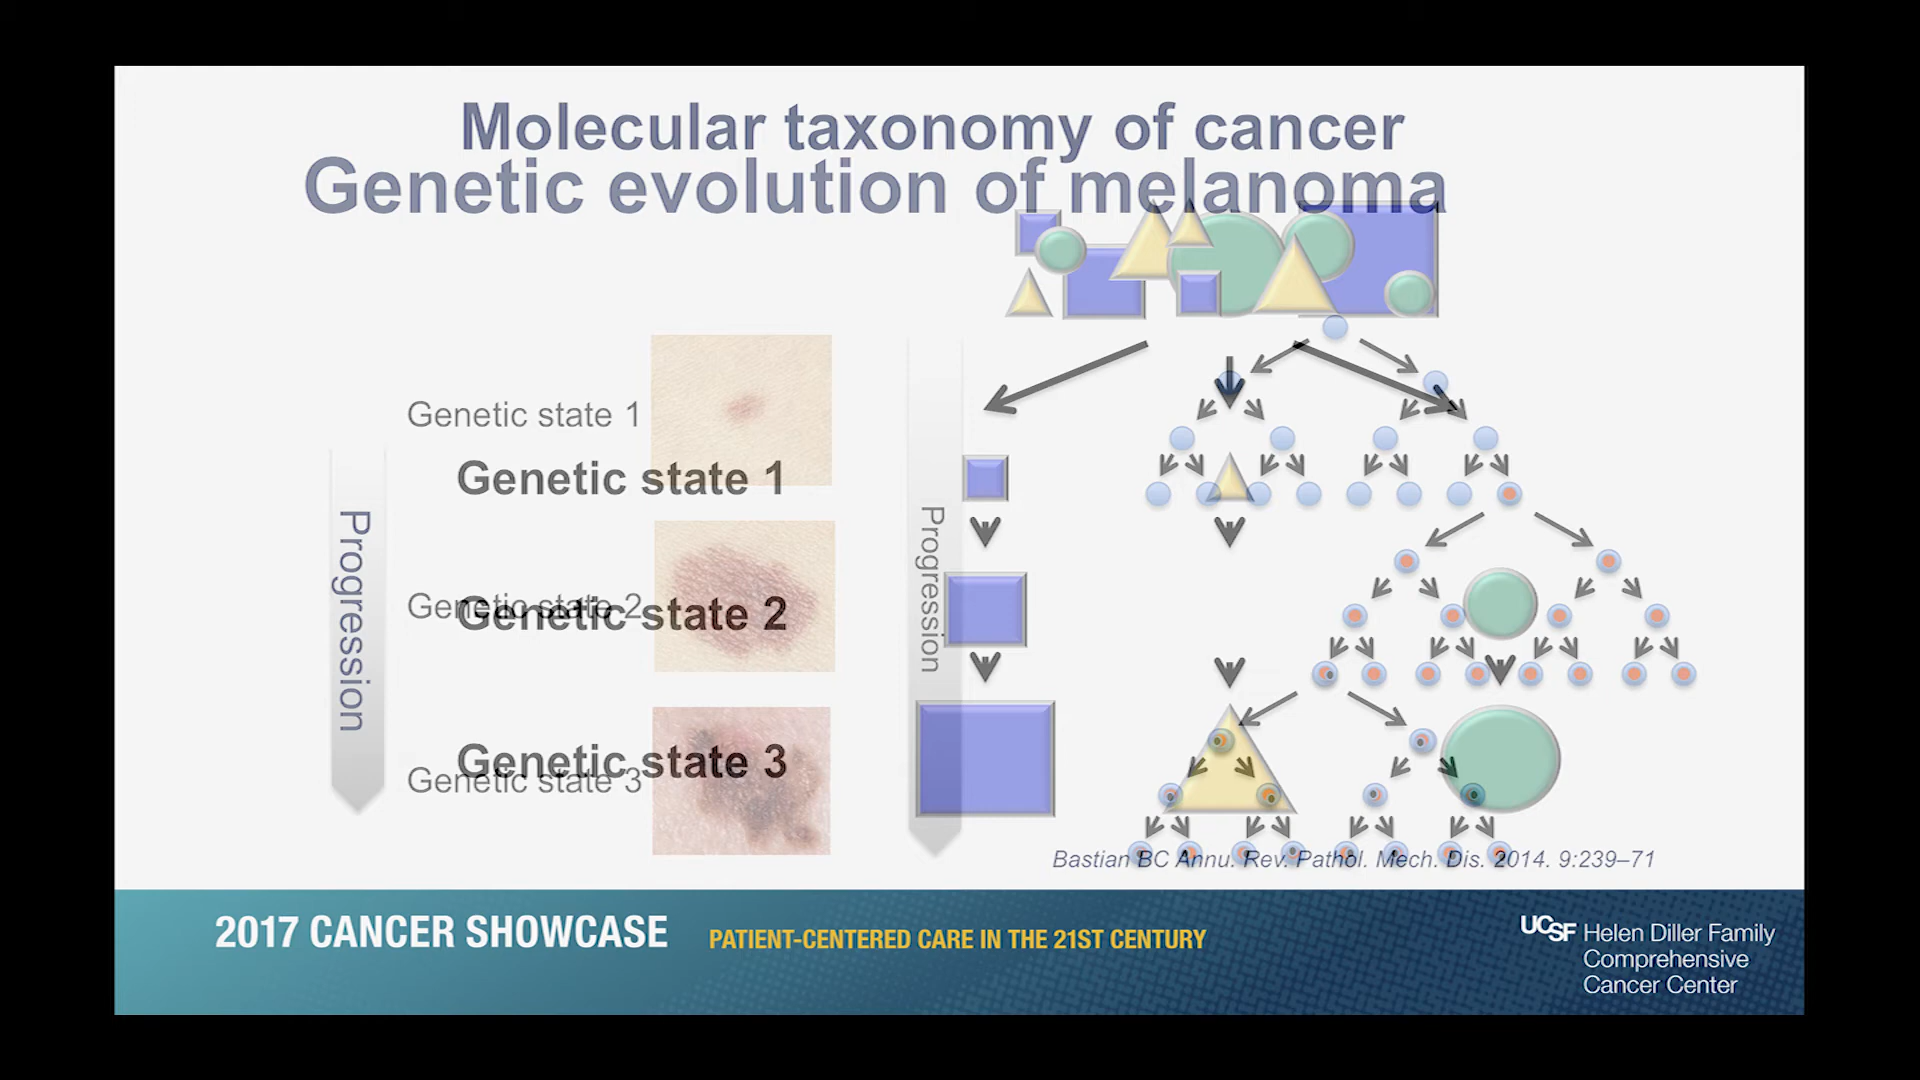 Molecular taxonomy of cancer
Genetic evolution of melanoma
Genetic state 1
Genetic state 1
Progression
Progression
Genetic state 2
Genetic state 2
Genetic state 3
Genetic state 3
Bastian BC Annu. Rev. Pathol. Mech. Dis. 2014. 9:239–71
2017 CANCER SHOWCASE
PATIENT-CENTERED CARE IN THE 21ST CENTURY
UCSF Helen Diller Family
Comprehensive
Cancer Center